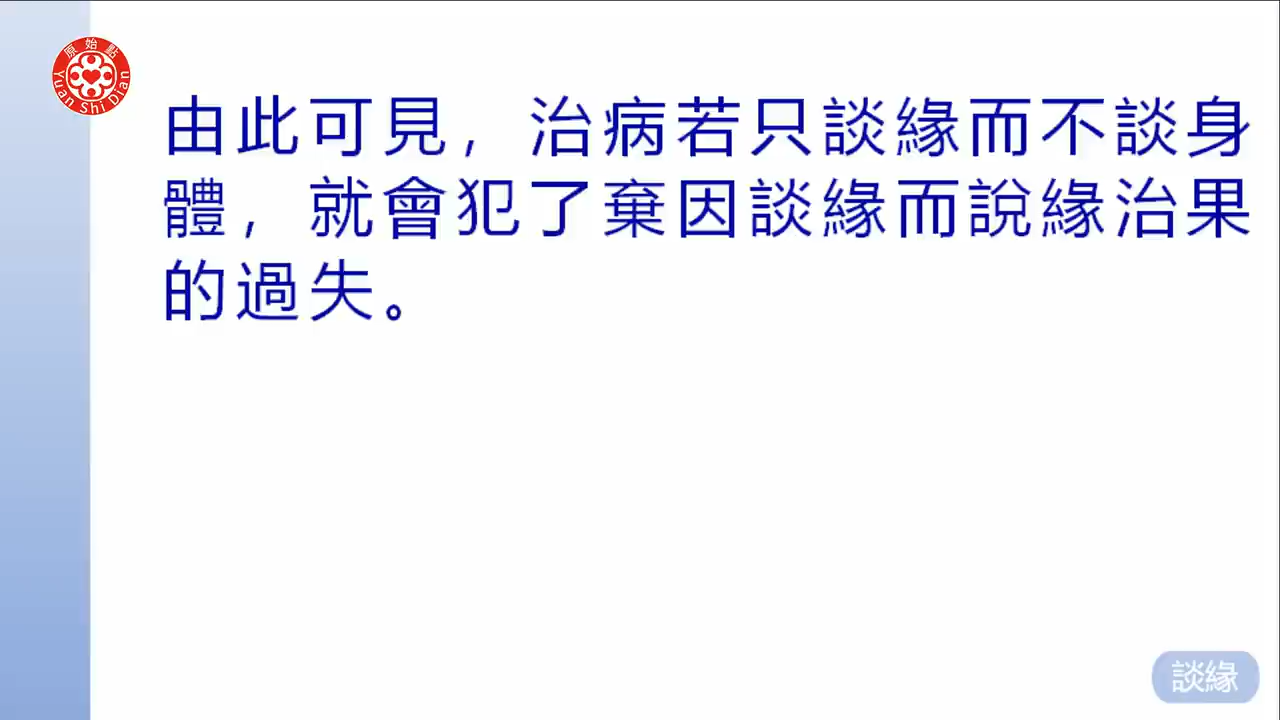 原始點
Yuan Shi Dian
由此可見，治病若只談緣而不談身
體，就會犯了棄因談緣而說緣治果
的過失。
談緣